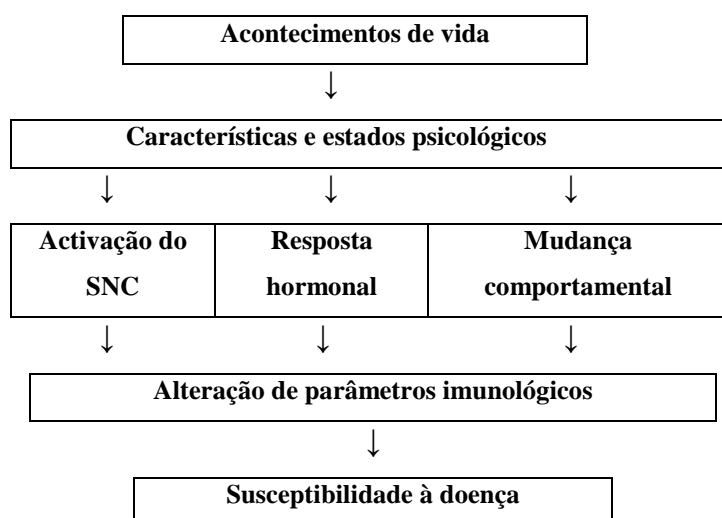 Acontecimentos de vida
↓
Características e estados psicológicos
↓ ↓ ↓
Activação do SNC
Resposta hormonal
Mudança comportamental
↓ ↓ ↓
Alteração de parâmetros imunológicos
↓
Susceptibilidade à doença